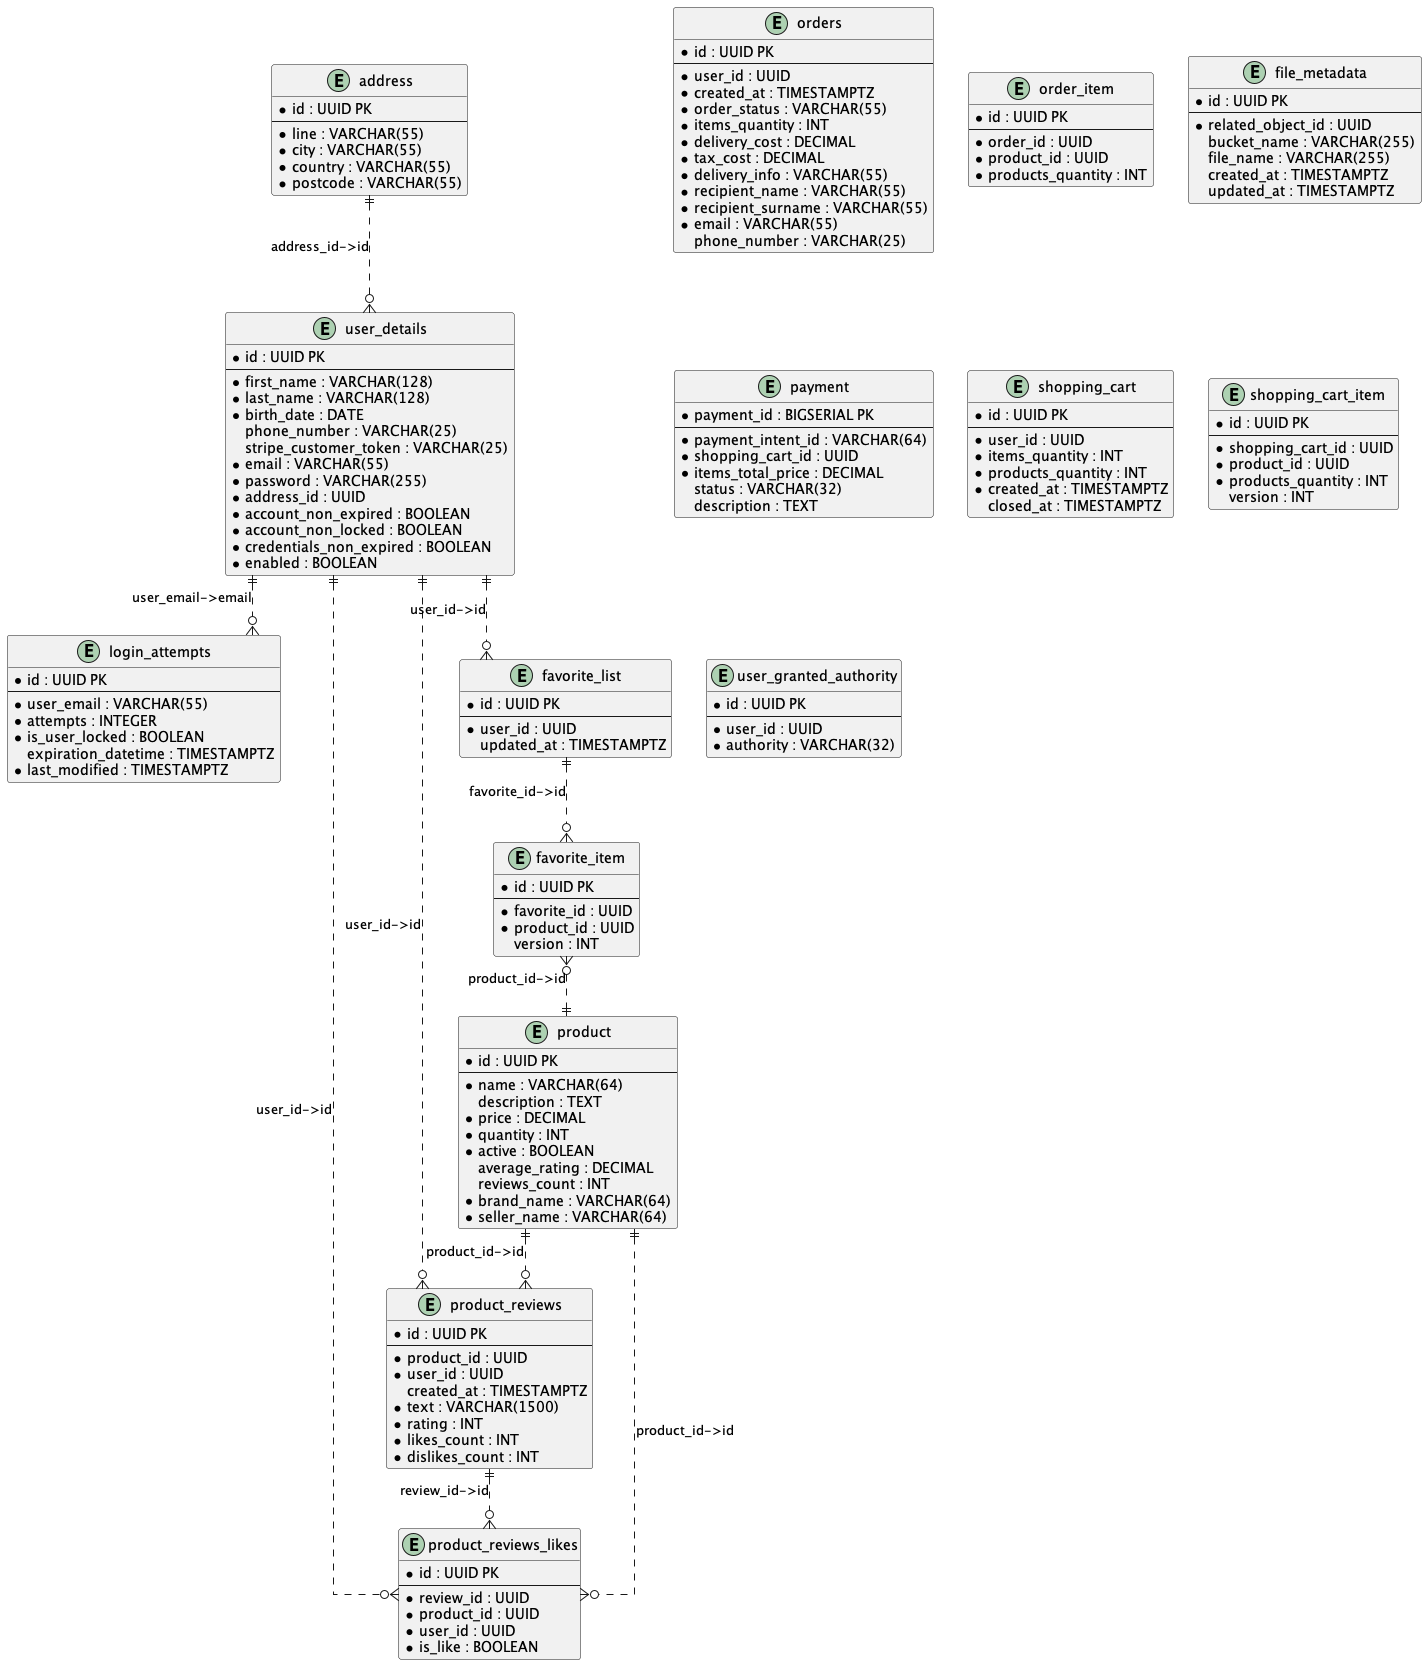 E orders
* id : UUID PK
* user_id : UUID
* created_at : TIMESTAMPTZ
* order_status : VARCHAR(55)
* items_quantity : INT
* delivery_cost : DECIMAL
* tax_cost : DECIMAL
* delivery_info : VARCHAR(55)
* recipient_name : VARCHAR(55)
* recipient_surname : VARCHAR(55)
* email : VARCHAR(55)
phone_number : VARCHAR(25)
E address
* id : UUID PK
* line : VARCHAR(55)
* city : VARCHAR(55)
* country : VARCHAR(55)
* postcode : VARCHAR(55)
E order_item
* id : UUID PK
* order_id : UUID
* product_id : UUID
* products_quantity : INT
E file_metadata
* id : UUID PK
* related_object_id : UUID
bucket_name : VARCHAR(255)
file_name : VARCHAR(255)
created_at : TIMESTAMPTZ
updated_at : TIMESTAMPTZ
address_id->id
E user_details
* id : UUID PK
* first_name : VARCHAR(128)
* last_name : VARCHAR(128)
* birth_date : DATE
phone_number : VARCHAR(25)
stripe_customer_token : VARCHAR(25)
* email : VARCHAR(55)
* password : VARCHAR(255)
* address_id : UUID
* account_non_expired : BOOLEAN
* account_non_locked : BOOLEAN
* credentials_non_expired : BOOLEAN
* enabled : BOOLEAN
E payment
* payment_id : BIGSERIAL PK
* payment_intent_id : VARCHAR(64)
* shopping_cart_id : UUID
* items_total_price : DECIMAL
status : VARCHAR(32)
description : TEXT
E shopping_cart
* id : UUID PK
* user_id : UUID
* items_quantity : INT
* products_quantity : INT
* created_at : TIMESTAMPTZ
closed_at : TIMESTAMPTZ
E shopping_cart_item
* id : UUID PK
* shopping_cart_id : UUID
* product_id : UUID
* products_quantity : INT
version : INT
user_email->email
user_id->id
E login_attempts
* id : UUID PK
* user_email : VARCHAR(55)
* attempts : INTEGER
* is_user_locked : BOOLEAN
expiration_datetime : TIMESTAMPTZ
* last_modified : TIMESTAMPTZ
E favorite_list
* id : UUID PK
* user_id : UUID
updated_at : TIMESTAMPTZ
E user_granted_authority
* id : UUID PK
* user_id : UUID
* authority : VARCHAR(32)
favorite_id->id
E favorite_item
* id : UUID PK
* favorite_id : UUID
* product_id : UUID
version : INT
user_id->id
product_id->id
E product
* id : UUID PK
* name : VARCHAR(64)
description : TEXT
* price : DECIMAL
* quantity : INT
* active : BOOLEAN
average_rating : DECIMAL
reviews_count : INT
* brand_name : VARCHAR(64)
* seller_name : VARCHAR(64)
user_id->id
product_id->id
E product_reviews
* id : UUID PK
* product_id : UUID
* user_id : UUID
created_at : TIMESTAMPTZ
* text : VARCHAR(1500)
* rating : INT
* likes_count : INT
* dislikes_count : INT
product_id->id
review_id->id
E product_reviews_likes
* id : UUID PK
* review_id : UUID
* product_id : UUID
* user_id : UUID
* is_like : BOOLEAN